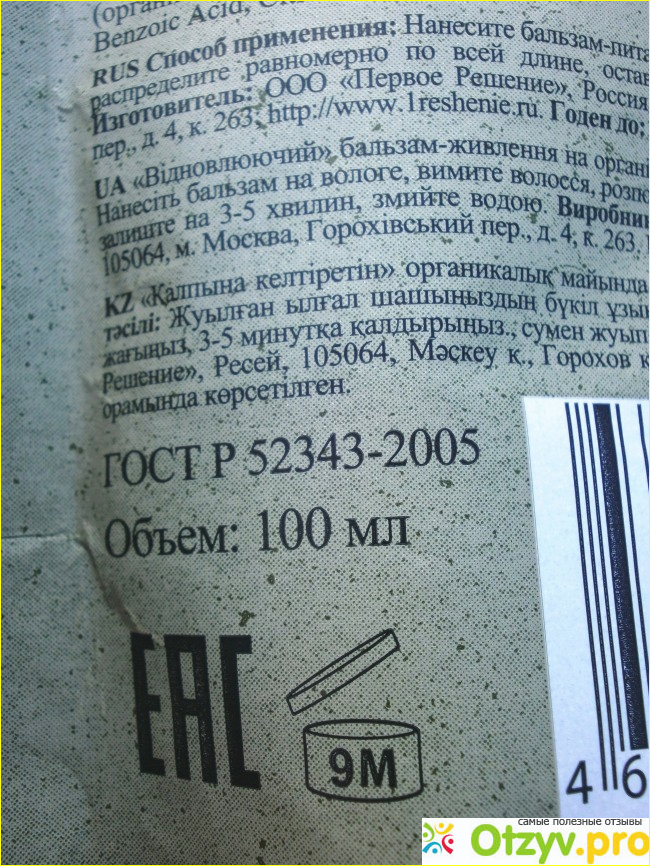 (органи
Benzoic Acid,
RUS Способ применения: Нанесите бальзам-пита
распределите равномерно по всей длине, остав
Изготовитель: ООО «Первое Решение», Россия
пер., д. 4, к. 263; http://www.1reshenie.ru. Годен до:
UA «Відновлюючий» бальзам-живлення на органі
Нанесіть бальзам на вологе, вимите волосся, розпо
залиште на 3-5 хвилин, змийте водою. Виробник
105064, м. Москва, Горохівський пер., д. 4, к. 263.
KZ «Қалпына келтіретін» органикалық майында
тәсілі: Жуылған ылғал шашыңыздың бүкіл ұзы
жағыңыз, 3-5 минутқа қалдырыңыз., сумен жуып
Решение», Ресей, 105064, Мәскеу қ., Горохов к
орамында көрсетілген.
ГОСТ Р 52343-2005
Объем: 100 мл
EAC
9M
4 6
самые полезные отзывы
Otzyv.pro